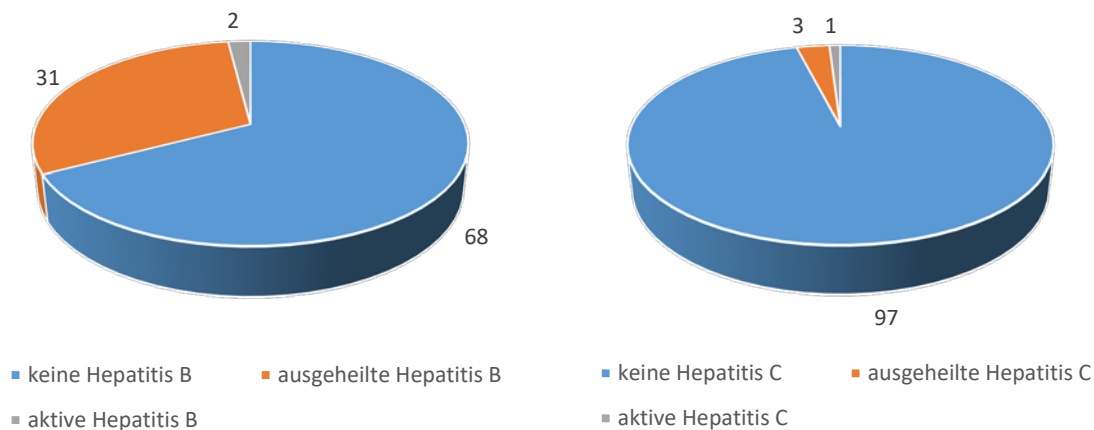 2
31
68
keine Hepatitis B
ausgeheilte Hepatitis B
aktive Hepatitis B
3
1
97
keine Hepatitis C
ausgeheilte Hepatitis C
aktive Hepatitis C